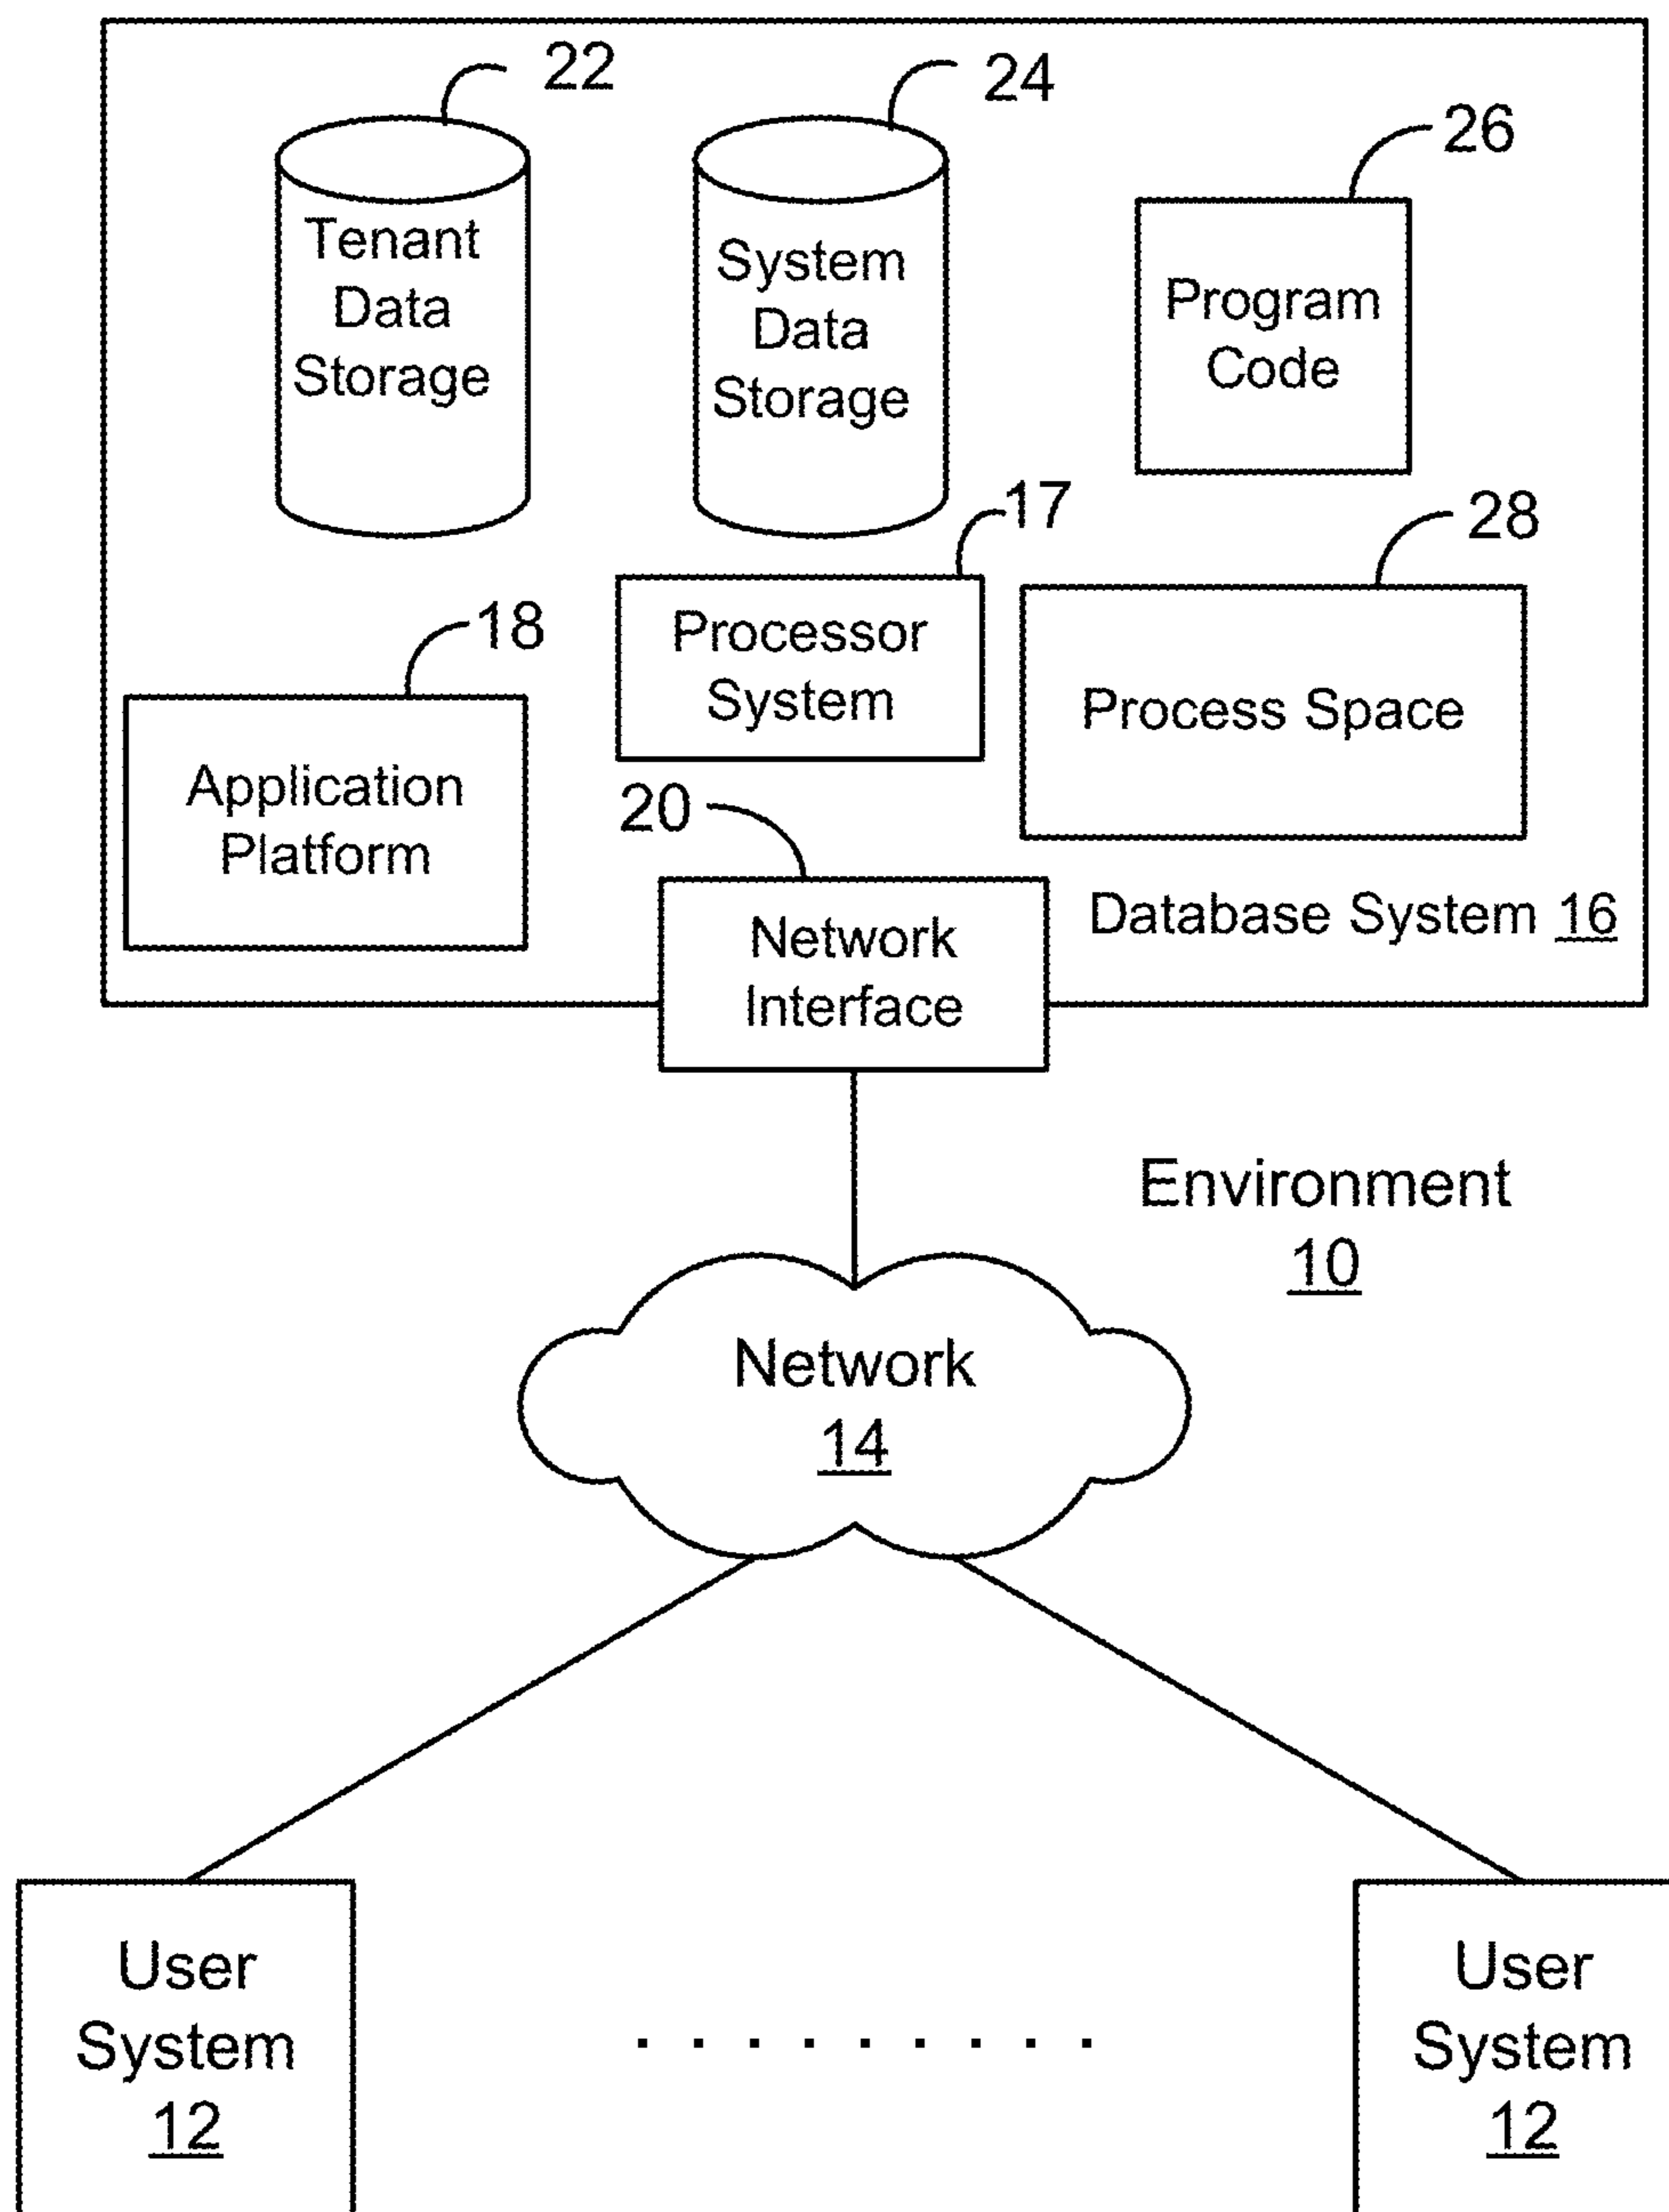 22
24
26
Tenant
Data
Storage
System
Data
Storage
Program
Code
17
28
18
Processor
System
Process Space
Application
Platform
20
Network
Interface
Database System 16
Environment
10
Network
14
User
System
12
. . . . . . . . .
User
System
12